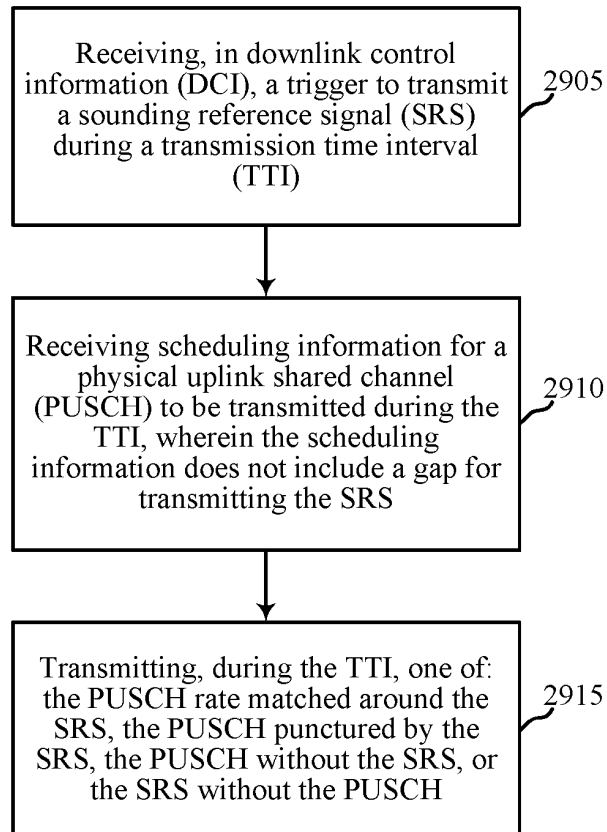 Receiving, in downlink control
information (DCI), a trigger to transmit
a sounding reference signal (SRS)
during a transmission time interval
(TTI)
2905
Receiving scheduling information for a
physical uplink shared channel
(PUSCH) to be transmitted during the
TTI, wherein the scheduling
information does not include a gap for
transmitting the SRS
2910
Transmitting, during the TTI, one of:
the PUSCH rate matched around the
SRS, the PUSCH punctured by the
SRS, the PUSCH without the SRS, or
the SRS without the PUSCH
2915